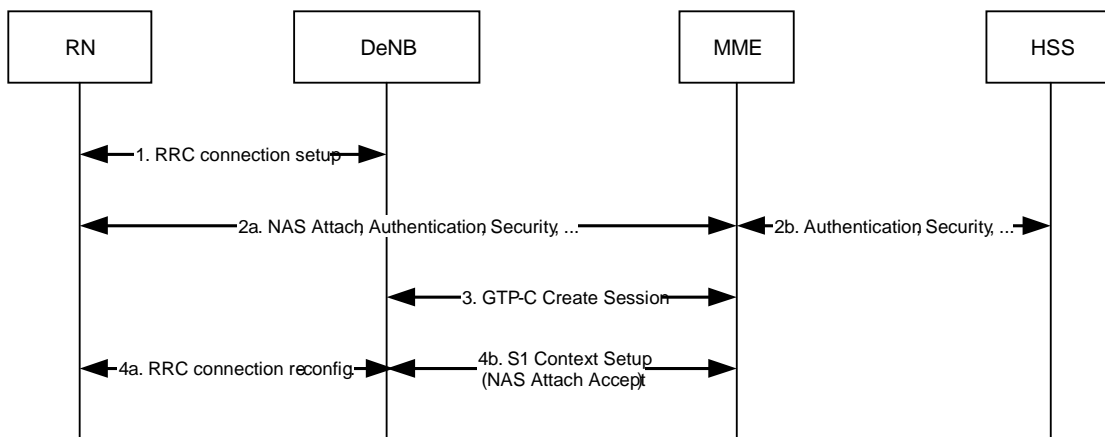 RN
DeNB
MME
HSS
1. RRC connection setup
2a. NAS Attach, Authentication, Security, ...
2b. Authentication, Security, ...
3. GTP-C Create Session
4a. RRC connection reconfig.
4b. S1 Context Setup
(NAS Attach Accept)